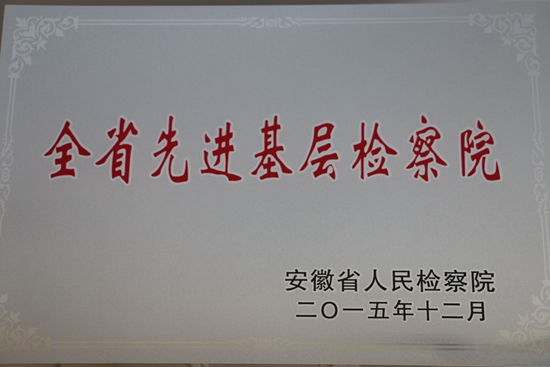 全省先进基层检察院
安徽省人民检察院
二〇一五年十二月